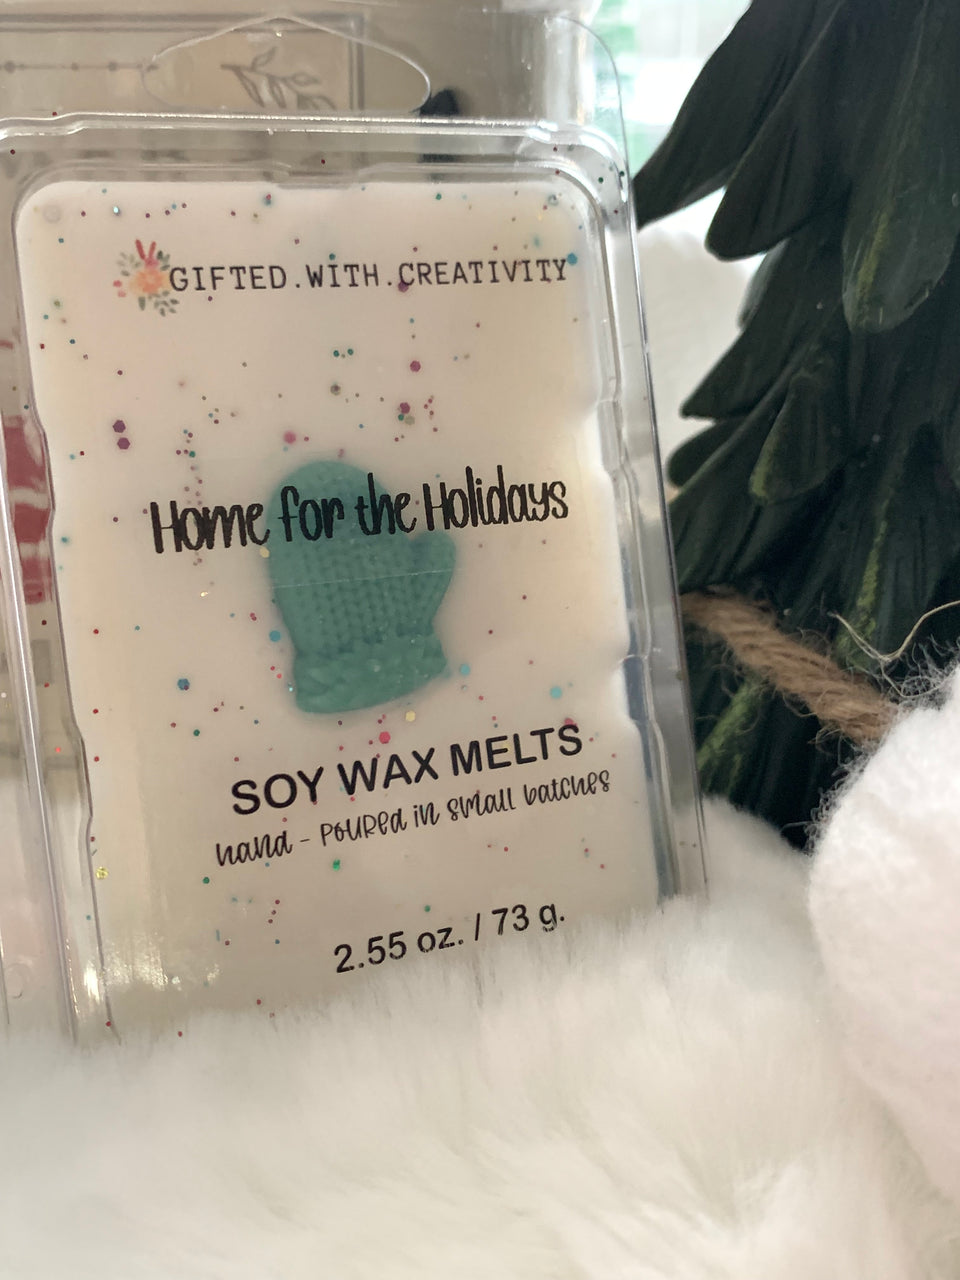 GIFTED.WITH.CREATIVITY
Home for the Holidays
SOY WAX MELTS
hand - poured in small batches
2.55 oz. / 73 g.